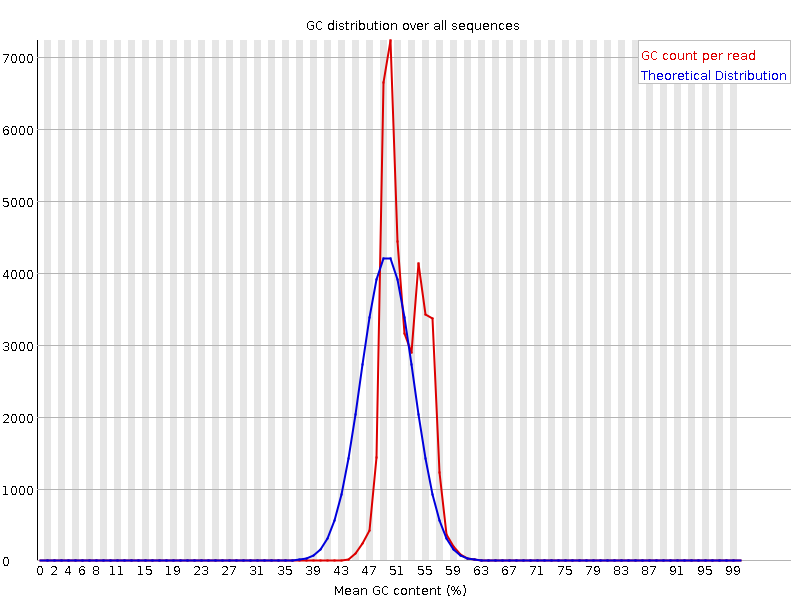 GC distribution over all sequences
GC count per read
Theoretical Distribution
7000
6000
5000
4000
3000
2000
1000
0
0 2 4 6 8 11 15 19 23 27 31 35 39 43 47 51 55 59 63 67 71 75 79 83 87 91 95 99
Mean GC content (%)